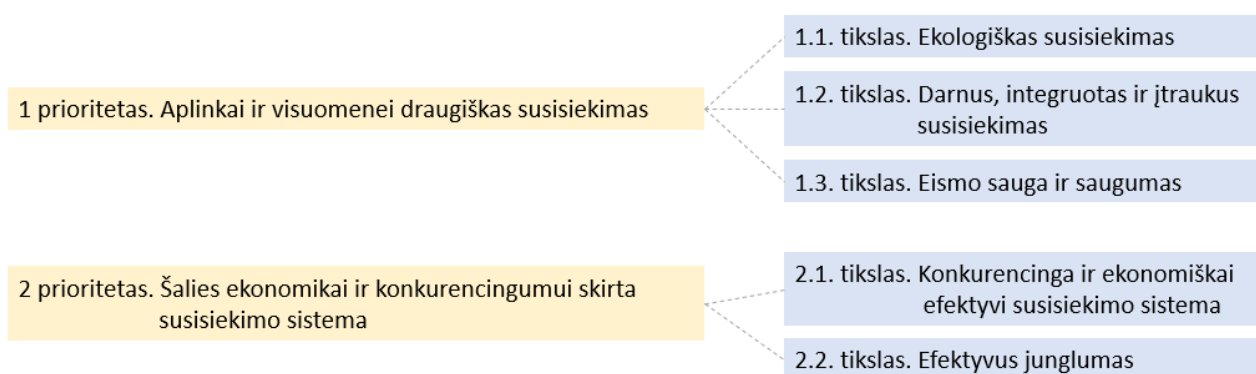 1 prioritetas. Aplinkai ir visuomenei draugiškas susisiekimas
1.1. tikslas. Ekologiškas susisiekimas
1.2. tikslas. Darnus, integruotas ir įtraukus
susisiekimas
1.3. tikslas. Eismo sauga ir saugumas
2 prioritetas. Šalies ekonomikai ir konkurencingumui skirta
susisiekimo sistema
2.1. tikslas. Konkurencinga ir ekonomiškai
efektyvi susisiekimo sistema
2.2. tikslas. Efektyvus junglumas